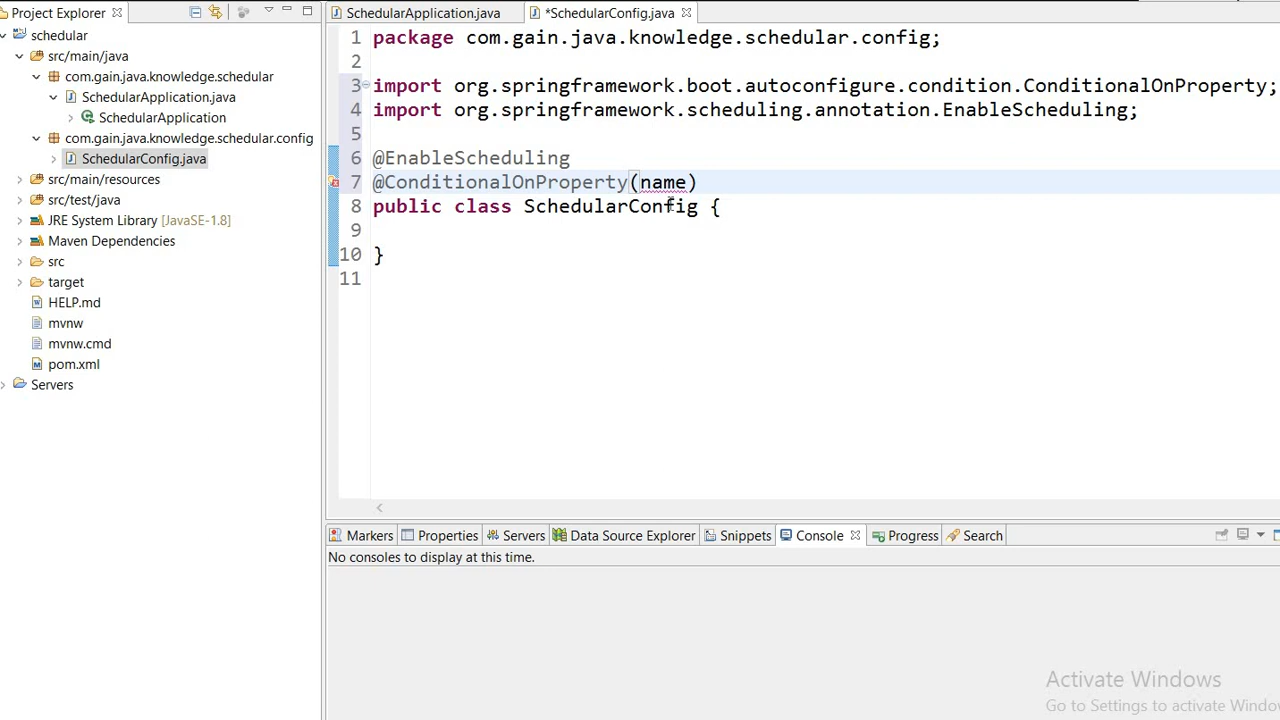 Project Explorer
schedular
src/main/java
com.gain.java.knowledge.schedular
SchedularApplication.java
SchedularApplication
com.gain.java.knowledge.schedular.config
SchedularConfig.java
src/main/resources
src/test/java
JRE System Library [JavaSE-1.8]
Maven Dependencies
src
target
HELP.md
mvnw
mvnw.cmd
pom.xml
Servers
SchedularApplication.java
*SchedularConfig.java
1 package com.gain.java.knowledge.schedular.config;
2
3 import org.springframework.boot.autoconfigure.condition.ConditionalOnProperty;
4 import org.springframework.scheduling.annotation.EnableScheduling;
5
6 @EnableScheduling
7 @ConditionalOnProperty(name)
8 public class SchedularConfig {
9
10 }
11
Markers Properties Servers Data Source Explorer Snippets Console Progress Search
No consoles to display at this time.
Activate Windows
Go to Settings to activate Windo